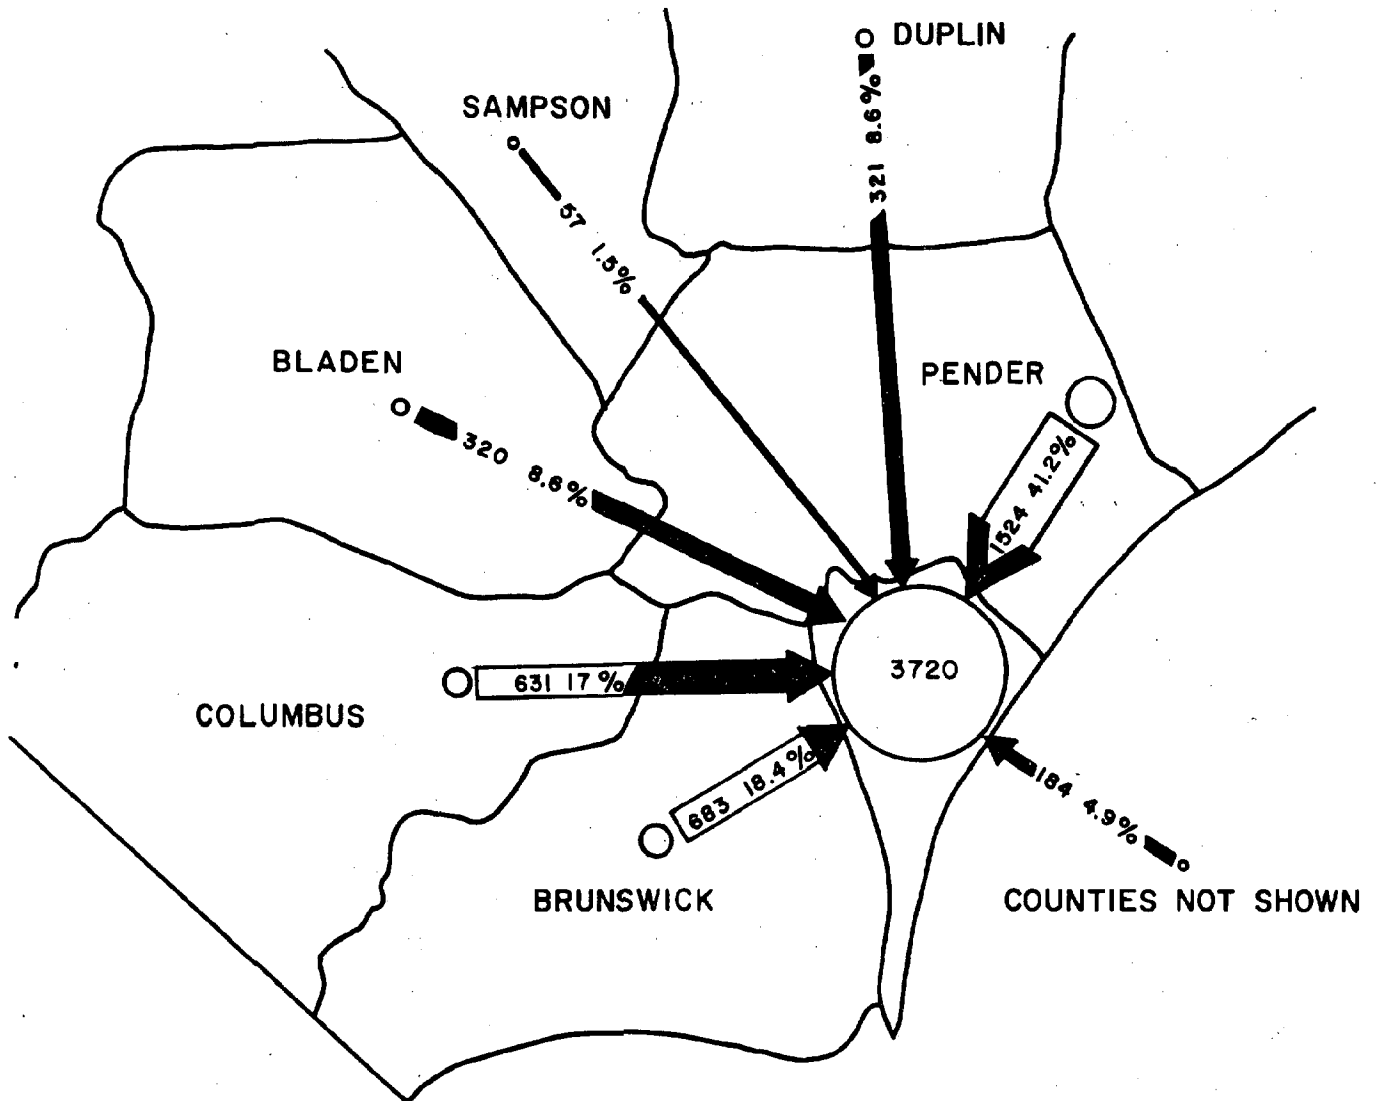 DUPLIN
321 8.6%
SAMPSON
57 1.5%
BLADEN
320 8.6%
PENDER
1524 41.2%
3720
631 17%
COLUMBUS
683 18.4%
BRUNSWICK
184 4.9%
COUNTIES NOT SHOWN